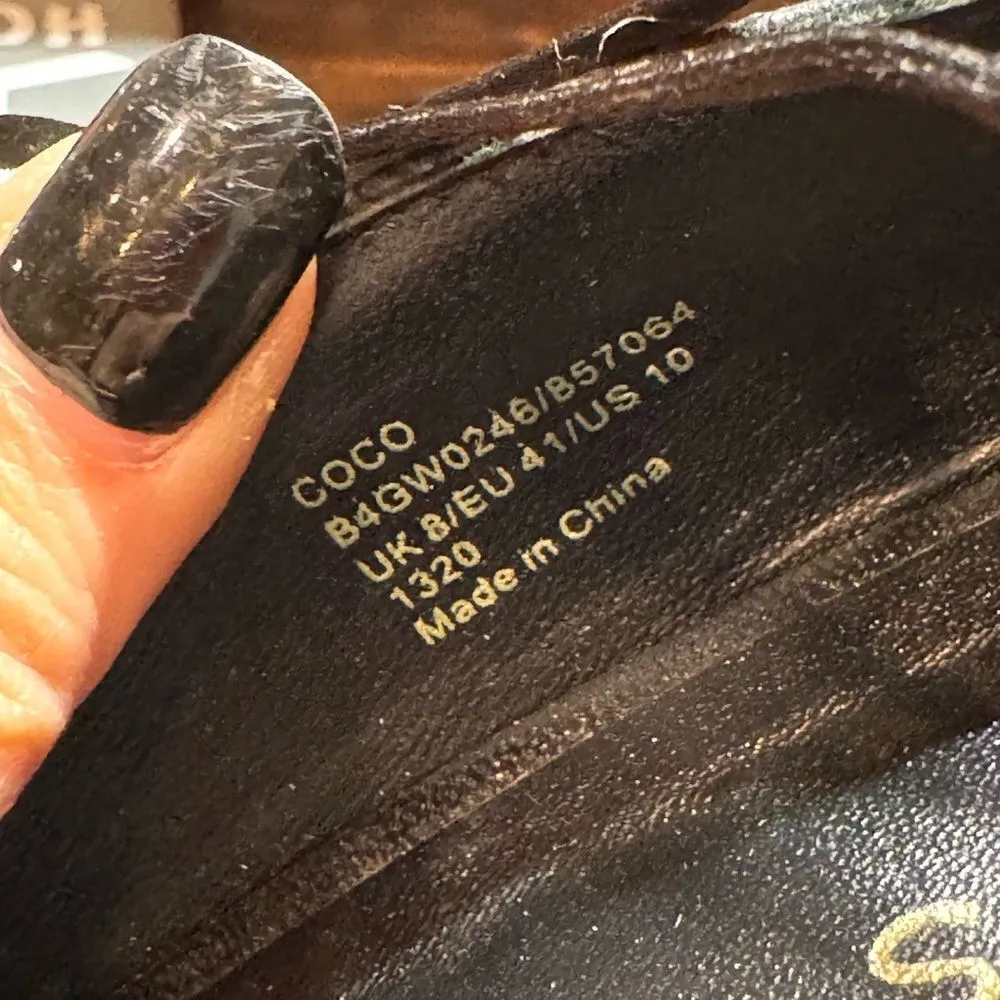 COCO
B4GW0246/B57064
UK 8/EU 41/US 10
1320
Made in China
S